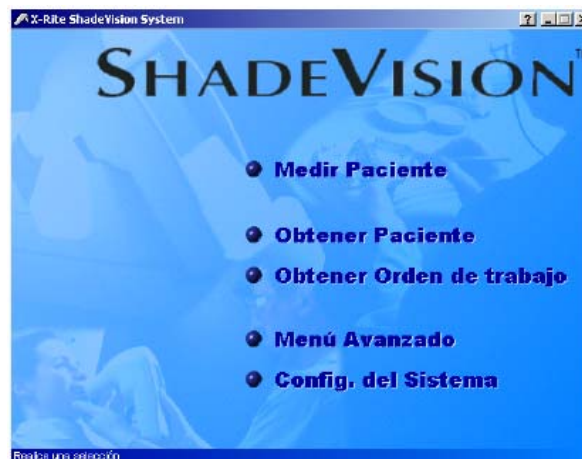 X-Rite ShadeVision System
SHADEVISION™
Medir Paciente
Obtener Paciente
Obtener Orden de trabajo
Menú Avanzado
Config. del Sistema
Realice una selección